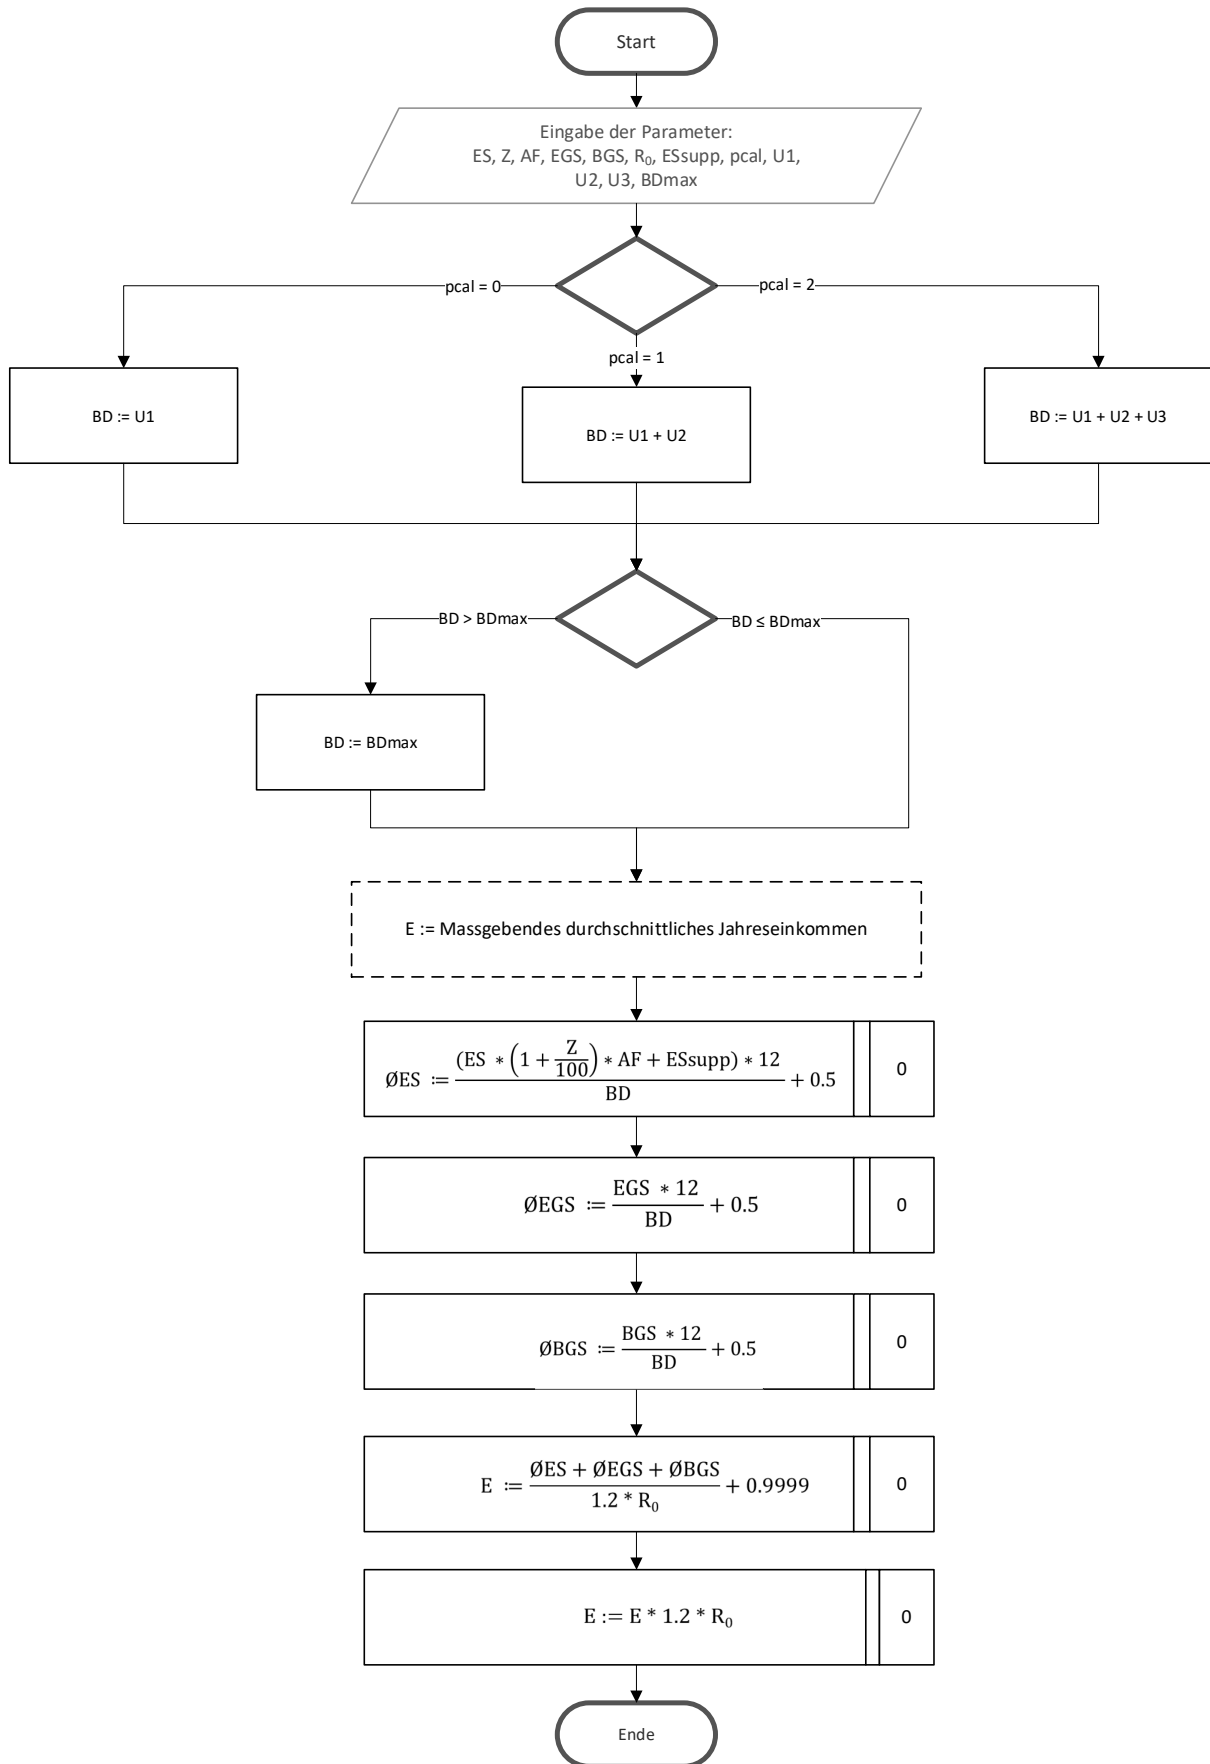 Start
Eingabe der Parameter:
ES, Z, AF, EGS, BGS, R₀, ESsupp, pcal, U1,
U2, U3, BDmax
pcal = 0
pcal = 2
pcal = 1
BD := U1
BD := U1 + U2
BD := U1 + U2 + U3
BD > BDmax
BD ≤ BDmax
BD := BDmax
E := Massgebendes durchschnittliches Jahreseinkommen
ØES := (ES * (1 + Z/100) * AF + ESsupp) * 12 / BD + 0.5
0
ØEGS := EGS * 12 / BD + 0.5
0
ØBGS := BGS * 12 / BD + 0.5
0
E := ØES + ØEGS + ØBGS / 1.2 * R₀ + 0.9999
0
E := E * 1.2 * R₀
0
Ende